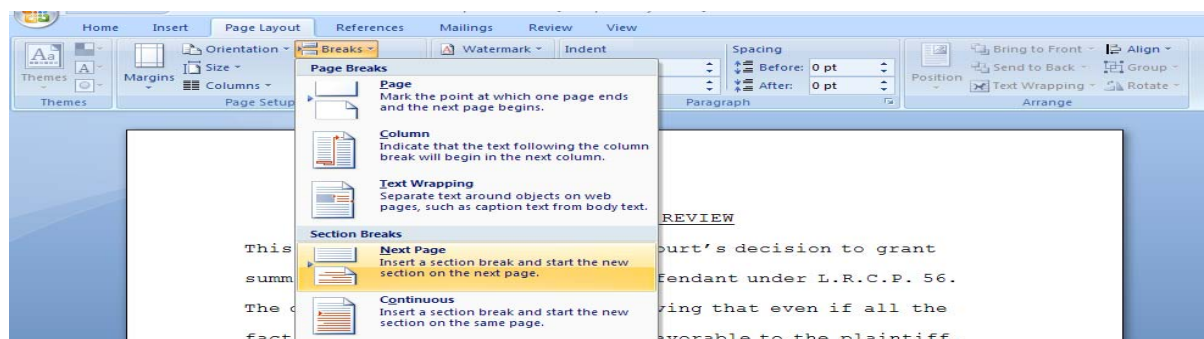 Home Insert Page Layout References Mailings Review View
Orientation Breaks Watermark Indent Spacing Bring to Front Align
Themes Margins Size Before: 0 pt Position Send to Back Group
Columns After: 0 pt Text Wrapping Rotate
Themes Page Setup Paragraph Arrange
Page Breaks
Page
Mark the point at which one page ends
and the next page begins.
Column
Indicate that the text following the column
break will begin in the next column.
Text Wrapping
Separate text around objects on web
pages, such as caption text from body text.
Section Breaks
Next Page
Insert a section break and start the new
section on the next page.
Continuous
Insert a section break and start the new
section on the same page.
REVIEW
This ourt's decision to grant
summ fendant under L.R.C.P. 56.
The ving that even if all the
fact avorable to the plaintiff